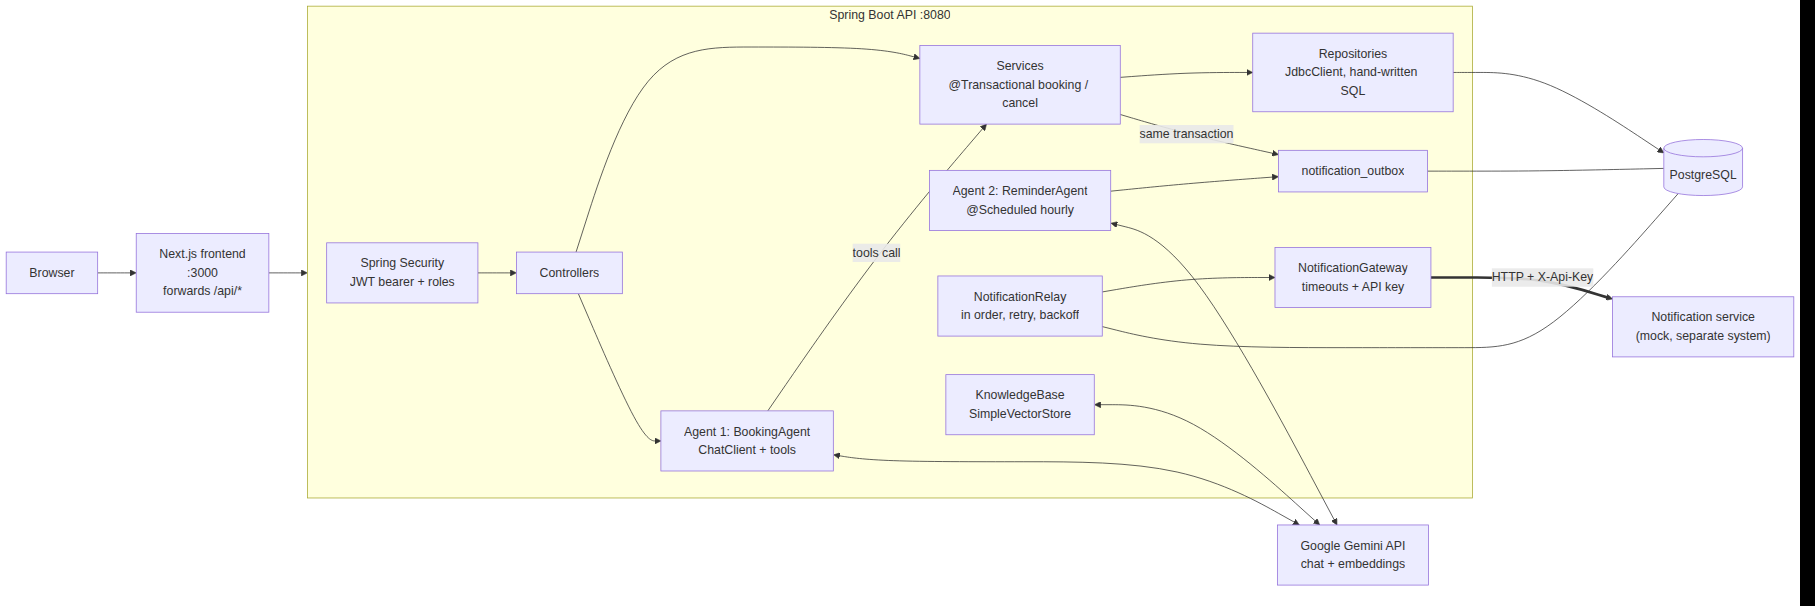 Spring Boot API :8080
Browser
Next.js frontend
:3000
forwards /api/*
Spring Security
JWT bearer + roles
Controllers
Services
@Transactional booking /
cancel
Repositories
JdbcClient, hand-written
SQL
same transaction
notification_outbox
PostgreSQL
Agent 2: ReminderAgent
@Scheduled hourly
tools call
NotificationRelay
in order, retry, backoff
NotificationGateway
timeouts + API key
HTTP + X-Api-Key
Notification service
(mock, separate system)
KnowledgeBase
SimpleVectorStore
Agent 1: BookingAgent
ChatClient + tools
Google Gemini API
chat + embeddings